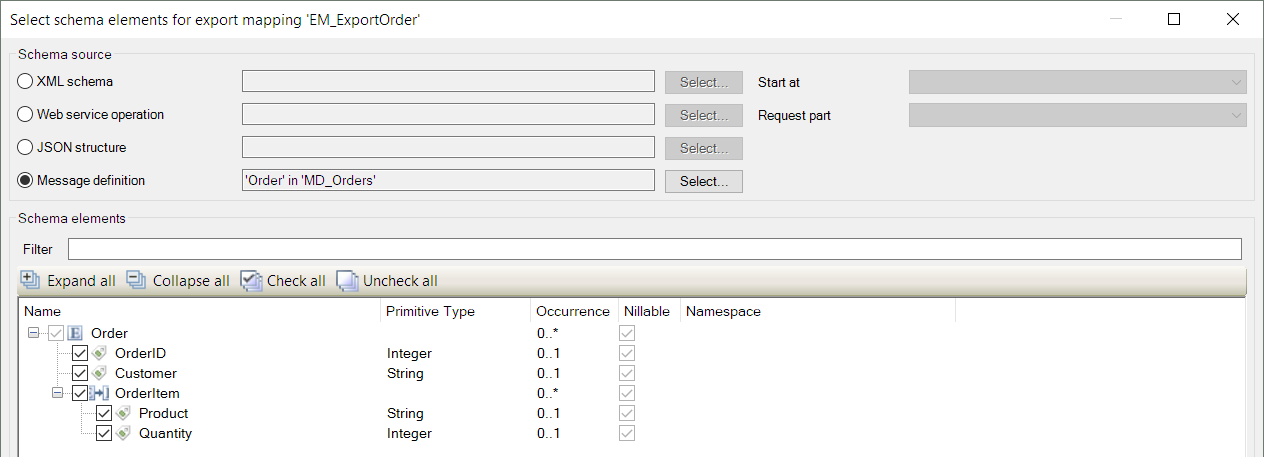 Select schema elements for export mapping 'EM_ExportOrder'
Schema source
XML schema Select... Start at
Web service operation Select... Request part
JSON structure Select...
Message definition 'Order' in 'MD_Orders' Select...
Schema elements
Filter
Expand all Collapse all Check all Uncheck all
Name Primitive Type Occurrence Nillable Namespace
E Order 0..*
OrderID Integer 0..1
Customer String 0..1
OrderItem 0..*
Product String 0..1
Quantity Integer 0..1